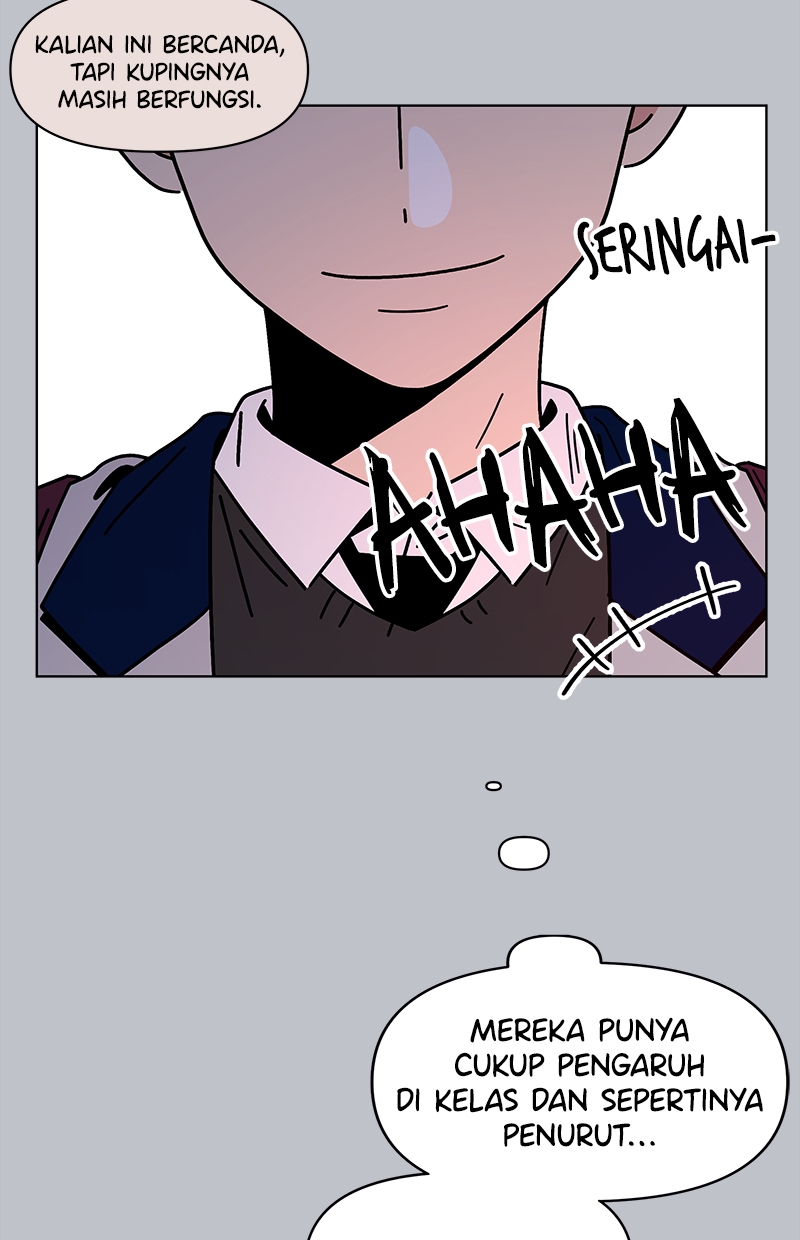 KALIAN INI BERCANDA,
TAPI KUPINGNYA
MASIH BERFUNGSI.
SERINGAI-
AHAHA
MEREKA PUNYA
CUKUP PENGARUH
DI KELAS DAN SEPERTINYA
PENURUT...